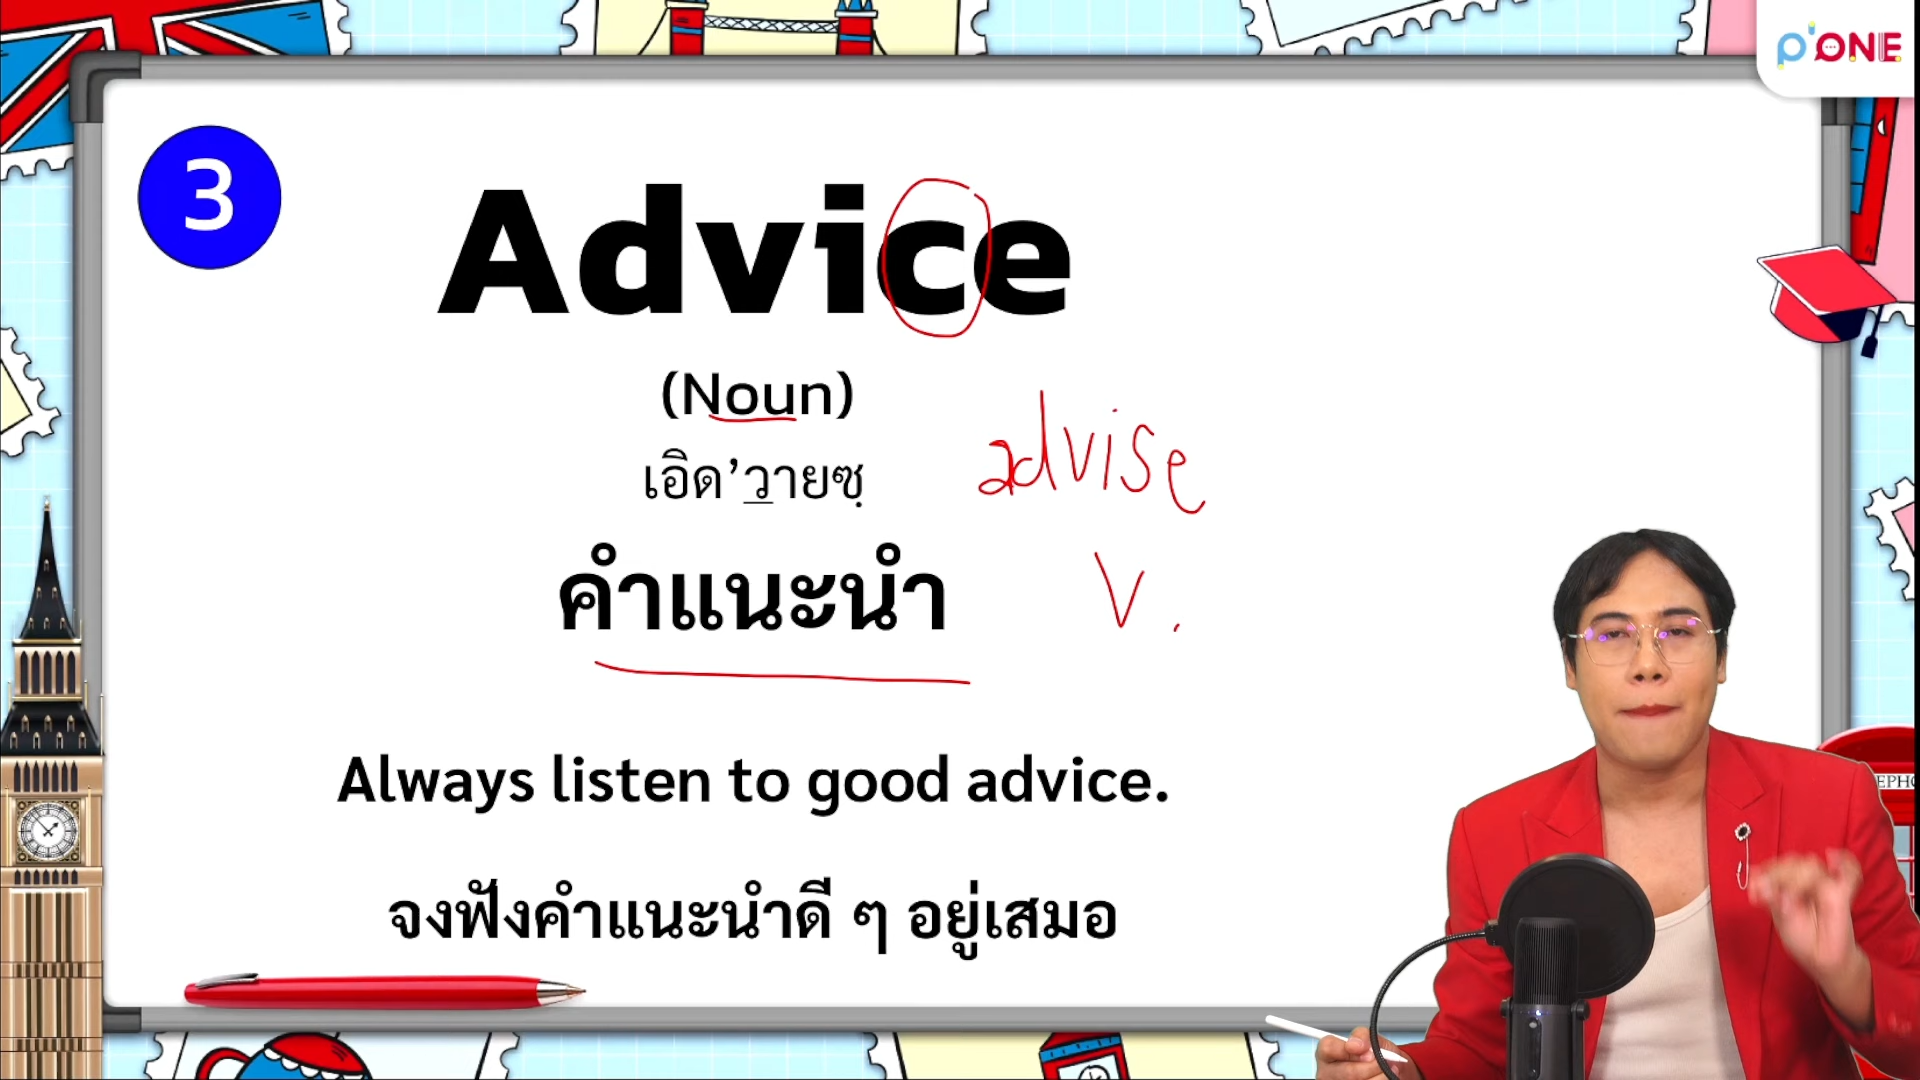 P'ONE
3
Advice
(Noun)
เอิด’วายซฺ
advise
คำแนะนำ
V.
Always listen to good advice.
จงฟังคำแนะนำดี ๆ อยู่เสมอ